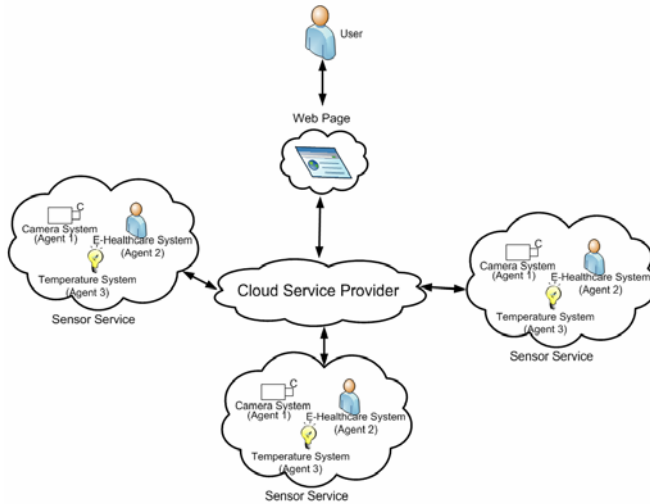 User
Web Page
C
Camera System
(Agent 1)
E-Healthcare System
(Agent 2)
Temperature System
(Agent 3)
Sensor Service
Cloud Service Provider
C
Camera System
(Agent 1)
E-Healthcare System
(Agent 2)
Temperature System
(Agent 3)
Sensor Service
C
Camera System
(Agent 1)
E-Healthcare System
(Agent 2)
Temperature System
(Agent 3)
Sensor Service